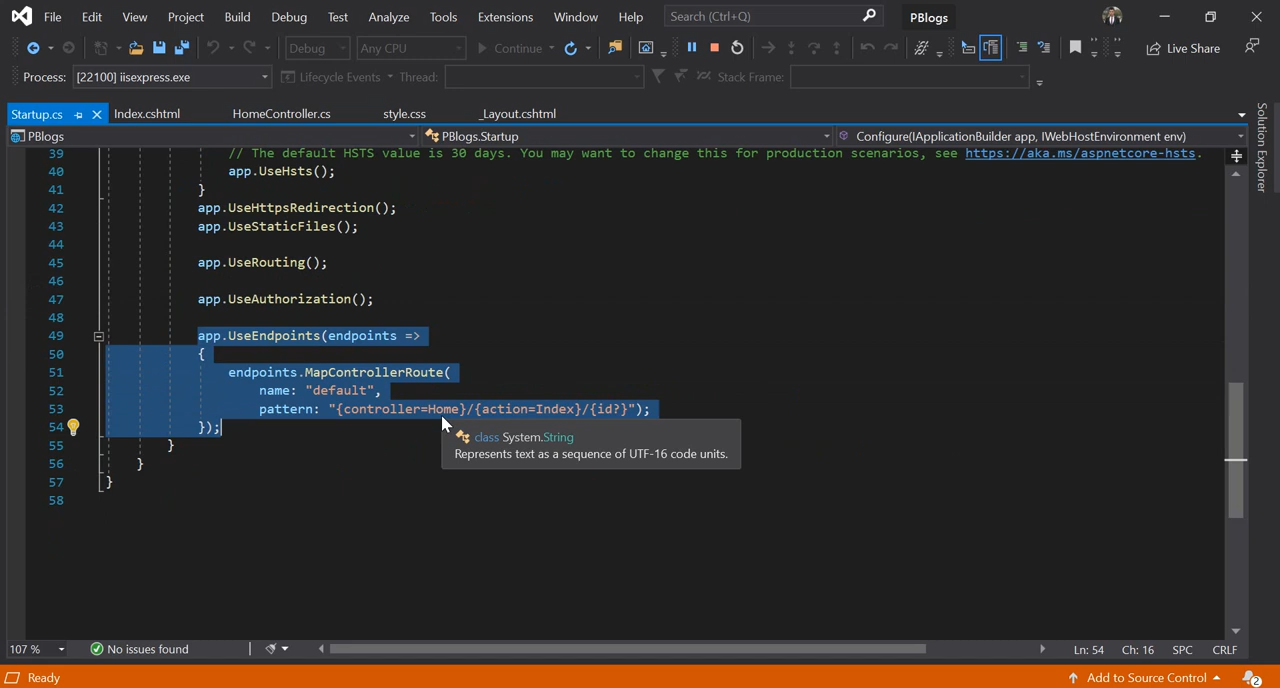 File Edit View Project Build Debug Test Analyze Tools Extensions Window Help Search (Ctrl+Q) PBlogs
Debug Any CPU Continue Live Share
Process: [22100] iisexpress.exe Lifecycle Events Thread: Stack Frame:
Startup.cs Index.cshtml HomeController.cs style.css _Layout.cshtml
PBlogs PBlogs.Startup Configure(IApplicationBuilder app, IWebHostEnvironment env)
Solution Explorer
39 // The default HSTS value is 30 days. You may want to change this for production scenarios, see https://aka.ms/aspnetcore-hsts.
40 app.UseHsts();
41 }
42 app.UseHttpsRedirection();
43 app.UseStaticFiles();
44
45 app.UseRouting();
46
47 app.UseAuthorization();
48
49 app.UseEndpoints(endpoints =>
50 {
51 endpoints.MapControllerRoute(
52 name: "default",
53 pattern: "{controller=Home}/{action=Index}/{id?}");
54 });
class System.String
Represents text as a sequence of UTF-16 code units.
55 }
56 }
57 }
58
107 % No issues found Ln: 54 Ch: 16 SPC CRLF
Ready Add to Source Control 2